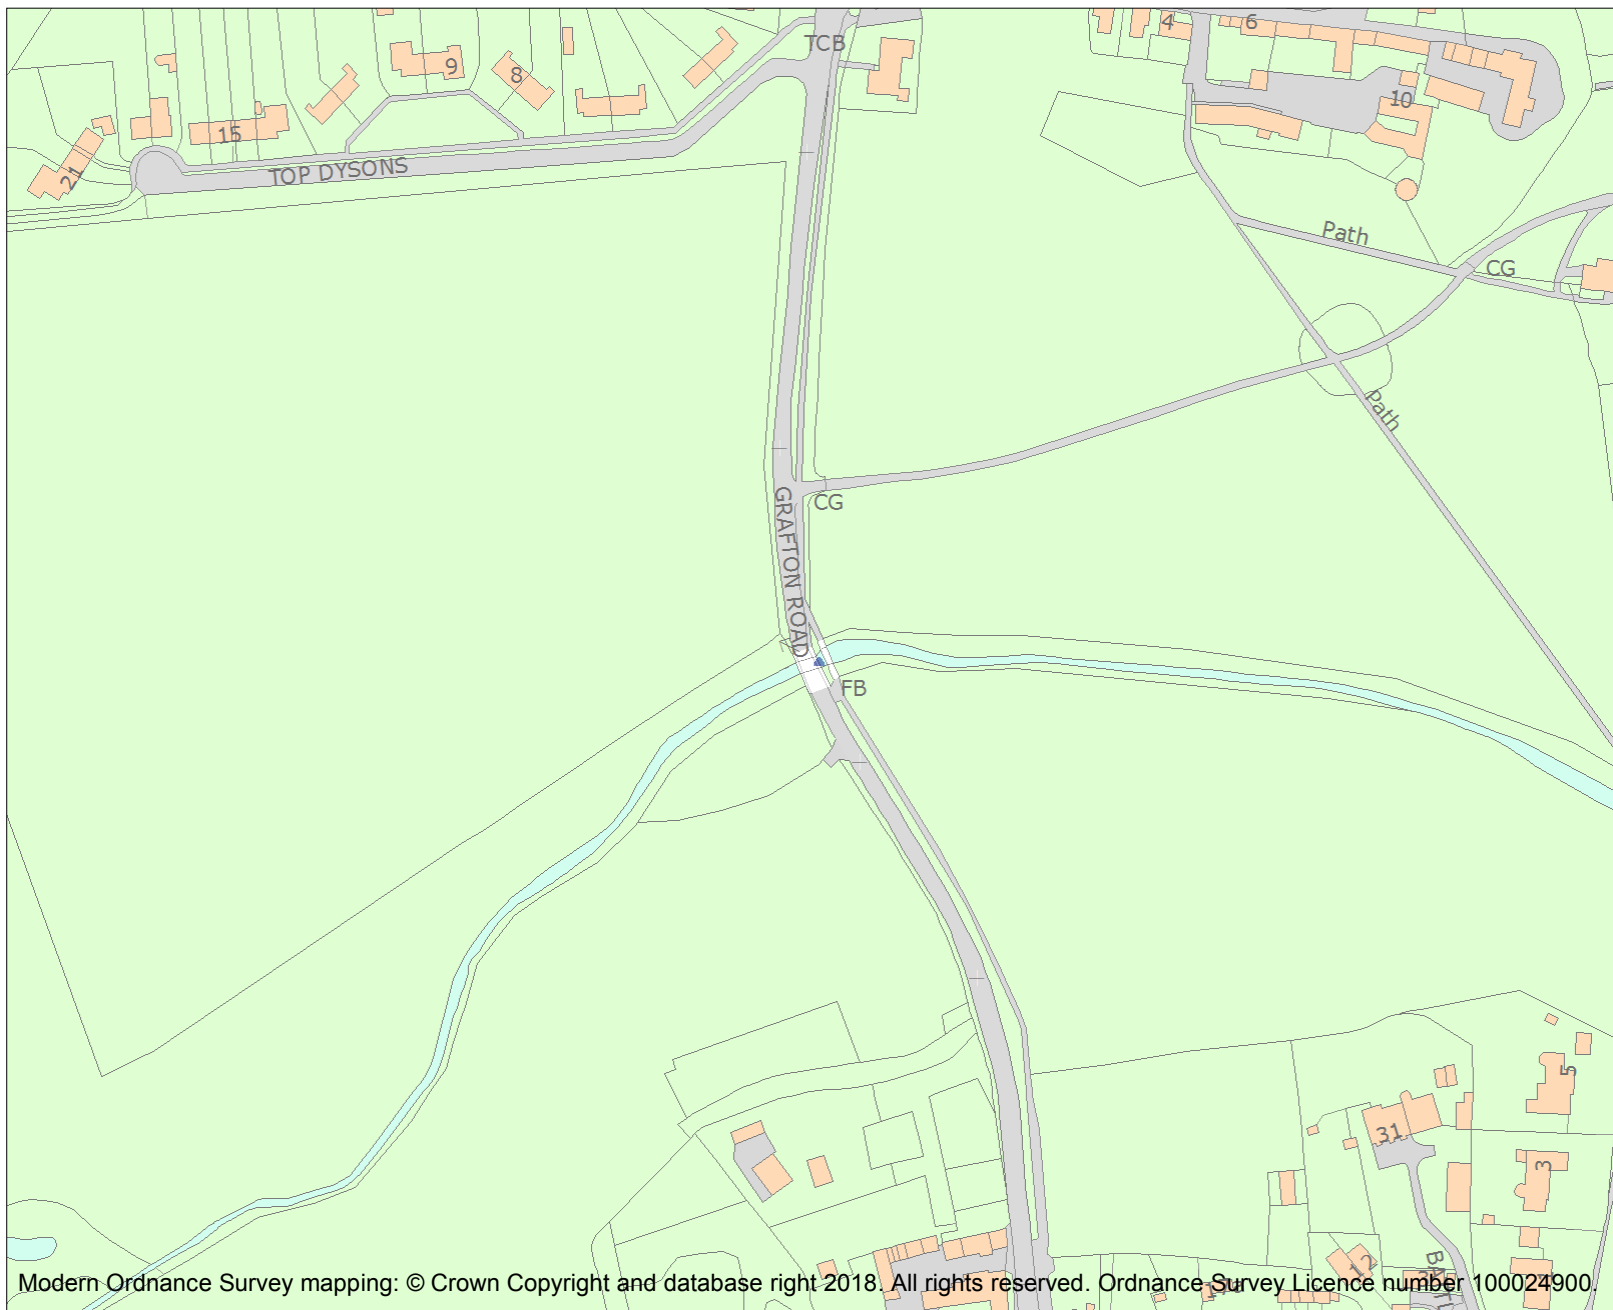 TCB
4
6
9
8
10
15
21
TOP DYSONS
Path
CG
Path
CG
GRAFTON ROAD
FB
5
31
3
12
Modern Ordnance Survey mapping: © Crown Copyright and database right 2018. All rights reserved. Ordnance Survey Licence number 100024900.